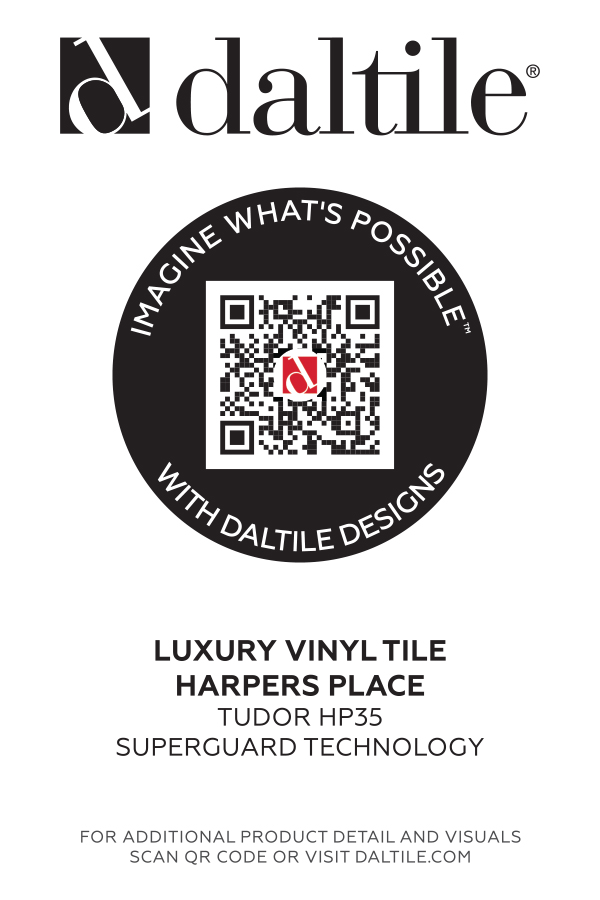 daltile®
IMAGINE WHAT'S POSSIBLE™
WITH DALTILE DESIGNS
LUXURY VINYL TILE
HARPERS PLACE
TUDOR HP35
SUPERGUARD TECHNOLOGY
FOR ADDITIONAL PRODUCT DETAIL AND VISUALS
SCAN QR CODE OR VISIT DALTILE.COM